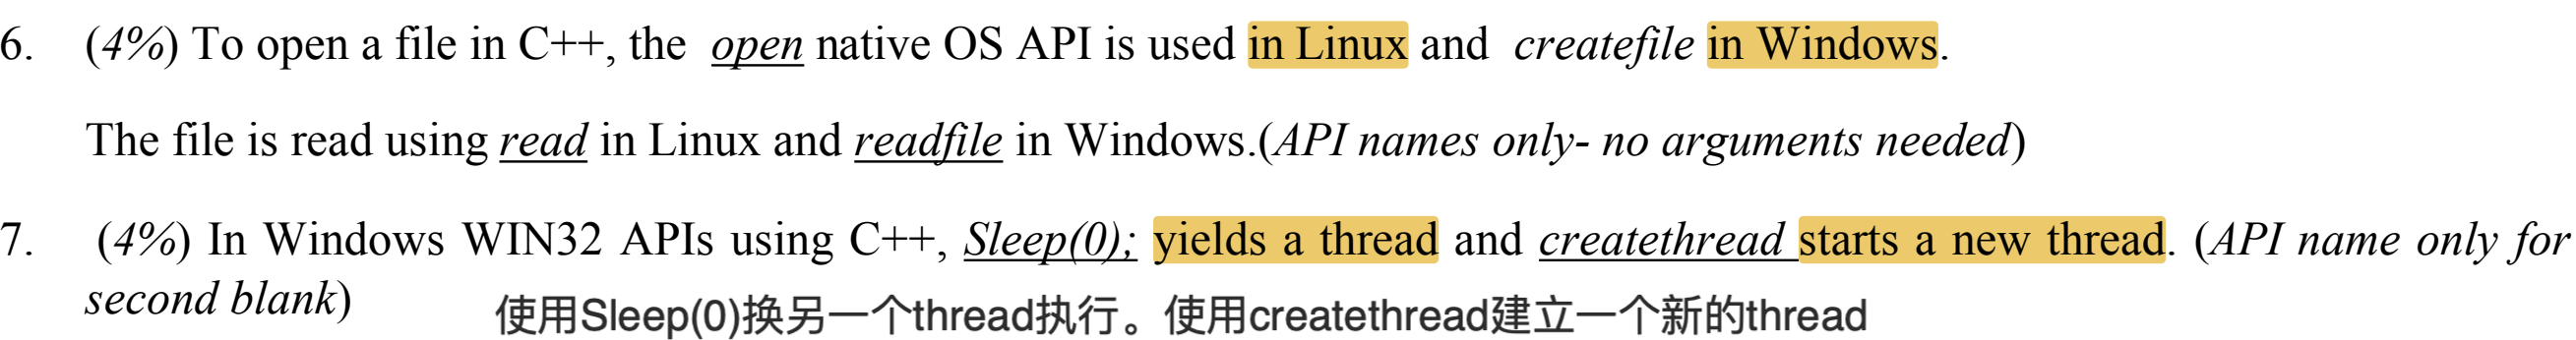 6. (4%) To open a file in C++, the open native OS API is used in Linux and createfile in Windows.
The file is read using read in Linux and readfile in Windows.(API names only- no arguments needed)
7. (4%) In Windows WIN32 APIs using C++, Sleep(0); yields a thread and createthread starts a new thread. (API name only for
second blank)
使用Sleep(0)换另一个thread执行。使用createthread建立一个新的thread